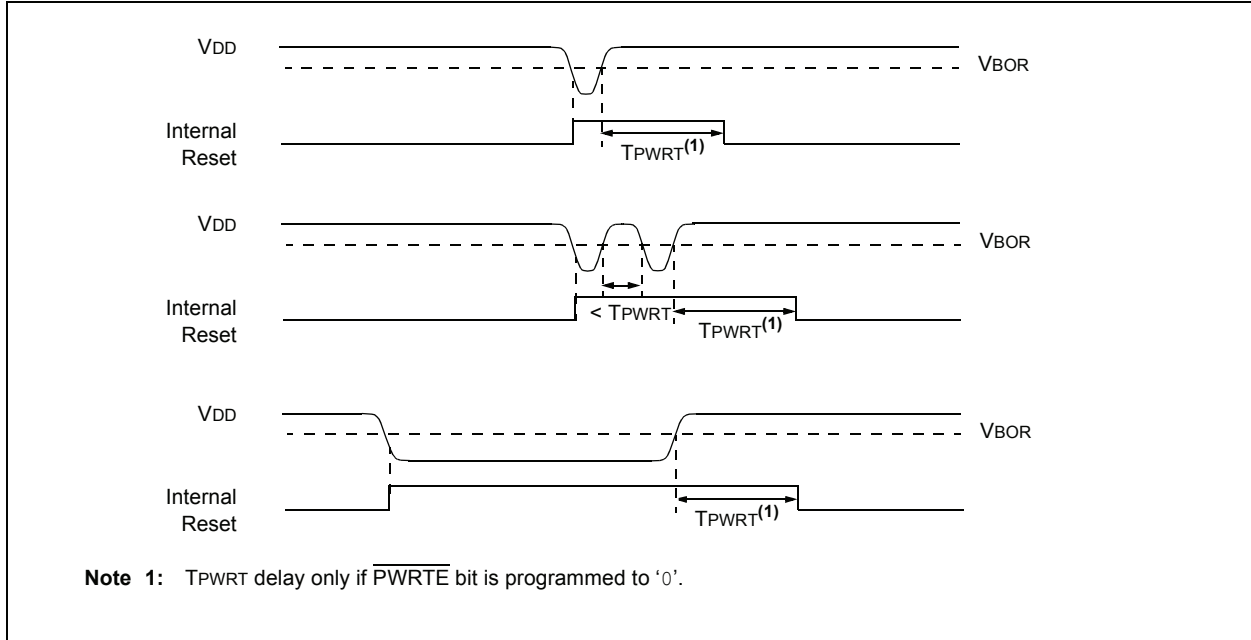 VDD
VBOR
Internal
Reset
TPWRT(1)
VDD
VBOR
Internal
Reset
< TPWRT
TPWRT(1)
VDD
VBOR
Internal
Reset
TPWRT(1)
Note 1: TPWRT delay only if PWRTE bit is programmed to ‘0’.